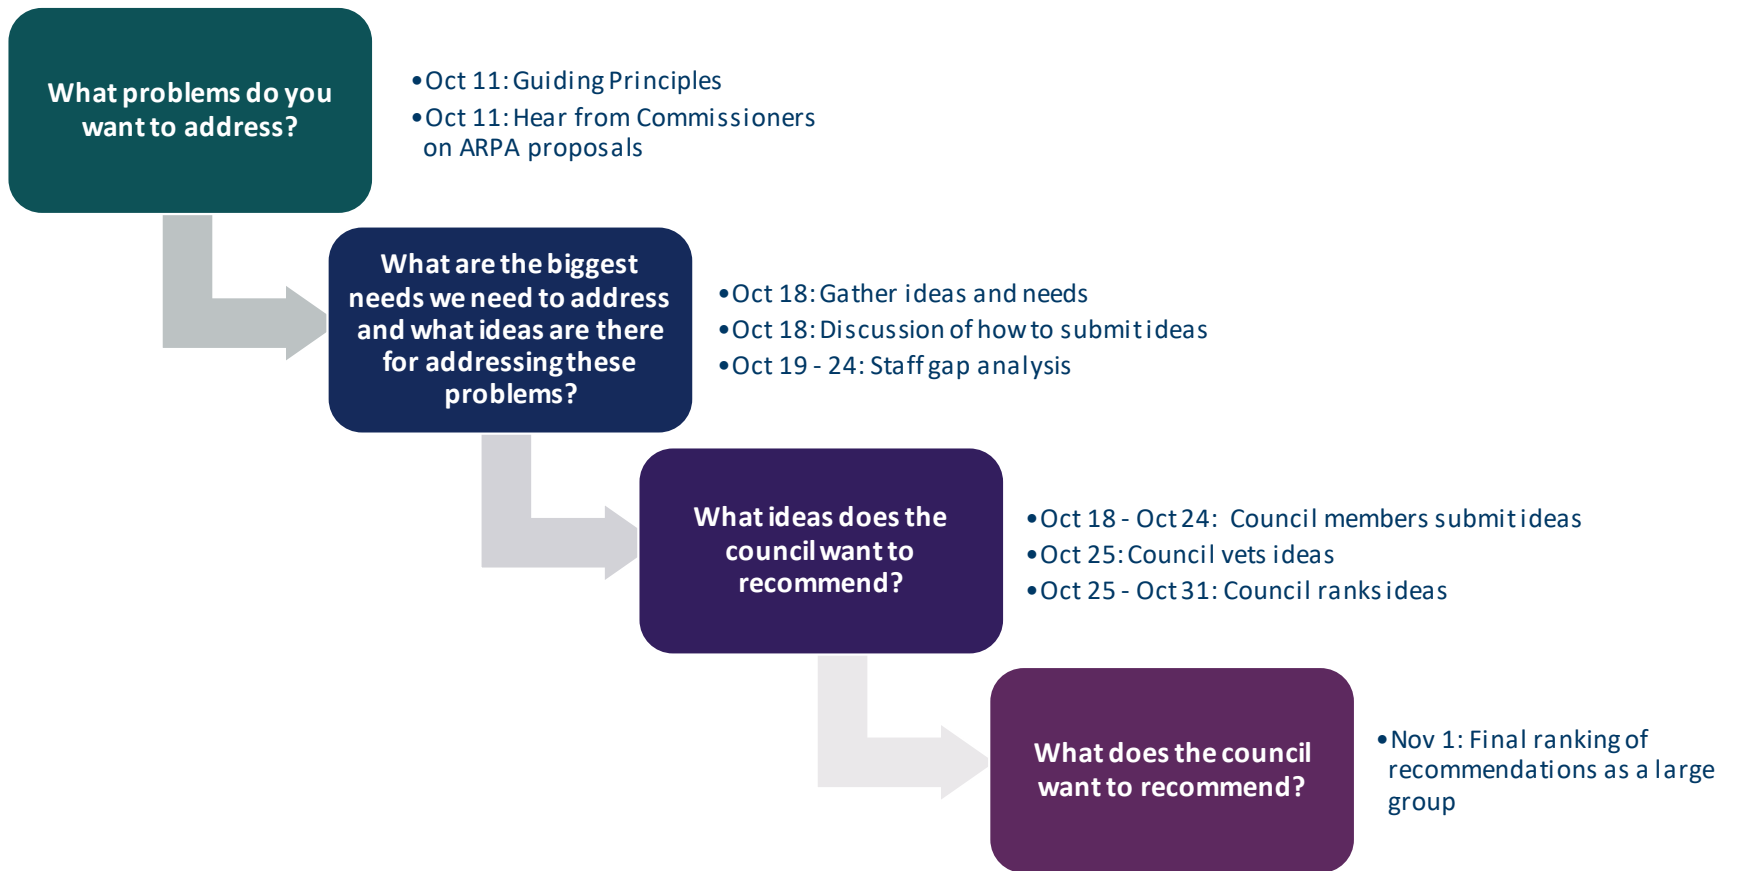 What problems do you
want to address?
•Oct 11: Guiding Principles
•Oct 11: Hear from Commissioners
on ARPA proposals
What are the biggest
needs we need to address
and what ideas are there
for addressing these
problems?
•Oct 18: Gather ideas and needs
•Oct 18: Discussion of how to submit ideas
•Oct 19 - 24: Staff gap analysis
What ideas does the
council want to
recommend?
•Oct 18 - Oct 24: Council members submit ideas
•Oct 25: Council vets ideas
•Oct 25 - Oct 31: Council ranks ideas
What does the council
want to recommend?
•Nov 1: Final ranking of
recommendations as a large
group